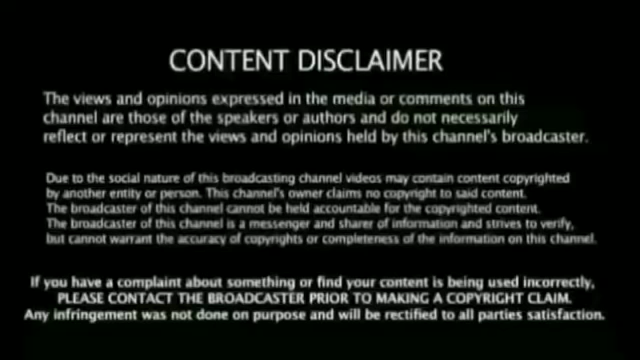 CONTENT DISCLAIMER
The views and opinions expressed in the media or comments on this
channel are those of the speakers or authors and do not necessarily
reflect or represent the views and opinions held by this channel's broadcaster.
Due to the social nature of this broadcasting channel videos may contain content copyrighted
by another entity or person. This channel's owner claims no copyright to said content.
The broadcaster of this channel cannot be held accountable for the copyrighted content.
The broadcaster of this channel is a messenger and sharer of information and strives to verify,
but cannot warrant the accuracy of copyrights or completeness of the information on this channel.
If you have a complaint about something or find your content is being used incorrectly,
PLEASE CONTACT THE BROADCASTER PRIOR TO MAKING A COPYRIGHT CLAIM.
Any infringement was not done on purpose and will be rectified to all parties satisfaction.